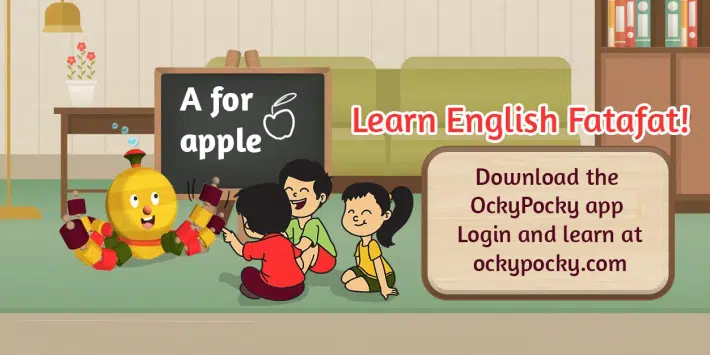 A for
apple
Learn English Fatafat!
Download the
OckyPocky app
Login and learn at
ockypocky.com